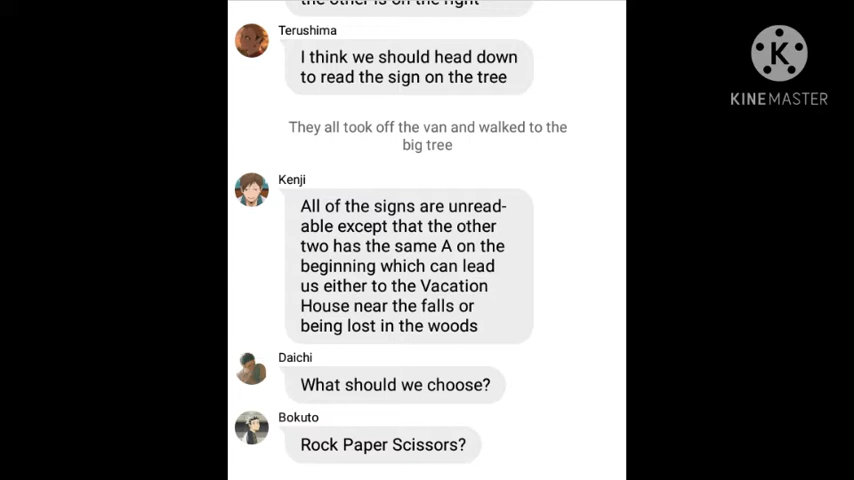 the other is on the right
Terushima
I think we should head down
to read the sign on the tree
They all took off the van and walked to the
big tree
Kenji
All of the signs are unread-
able except that the other
two has the same A on the
beginning which can lead
us either to the Vacation
House near the falls or
being lost in the woods
Daichi
What should we choose?
Bokuto
Rock Paper Scissors?
K
KINEMASTER